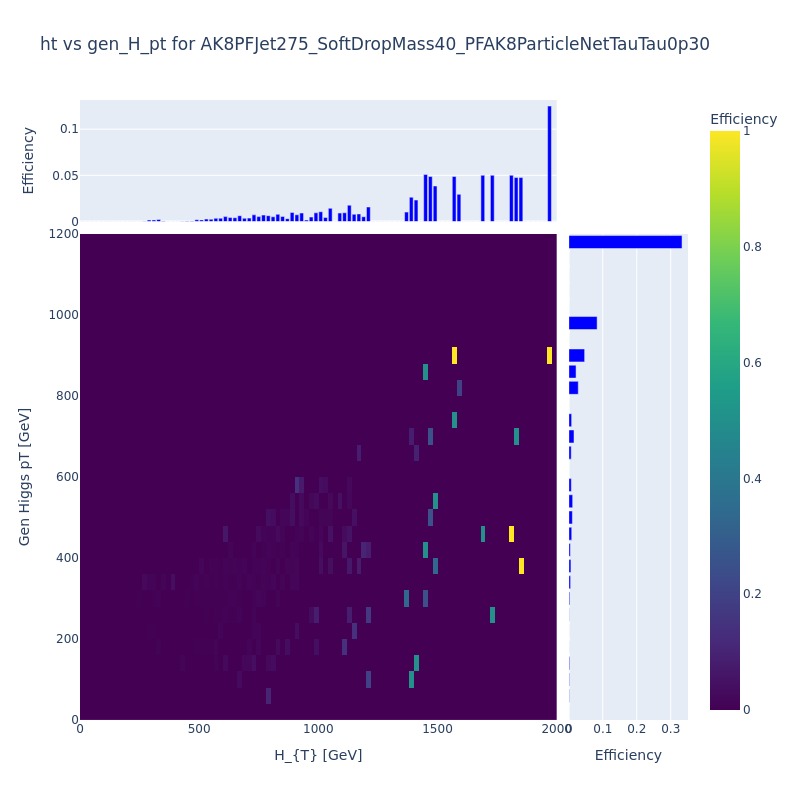 ht vs gen_H_pt for AK8PFJet275_SoftDropMass40_PFAK8ParticleNetTauTau0p30
Efficiency
0.1
0.05
0
Efficiency
1
0.8
0.6
0.4
0.2
0
Gen Higgs pT [GeV]
1200
1000
800
600
400
200
0
0 500 1000 1500 2000
H_{T} [GeV]
0 0.1 0.2 0.3
Efficiency